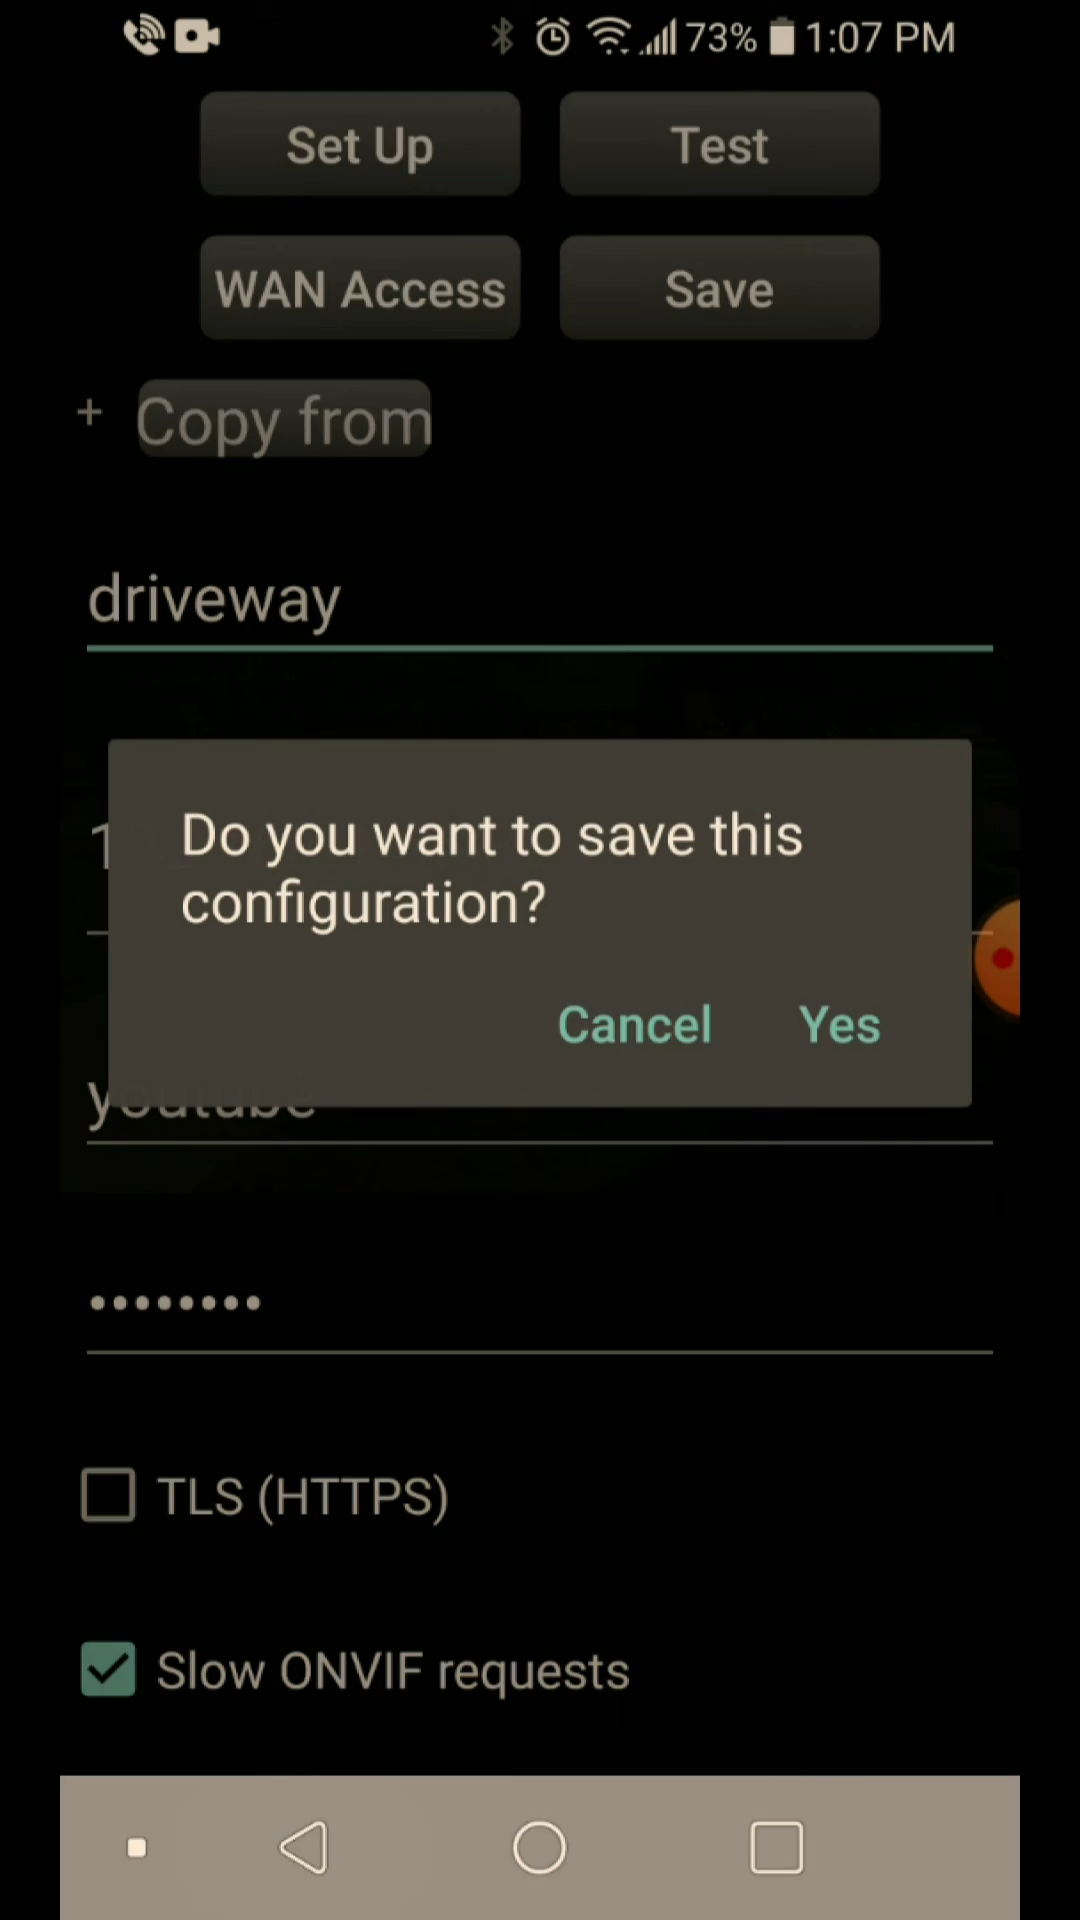 73% 1:07 PM
Set Up Test
WAN Access Save
+ Copy from
driveway
Do you want to save this
configuration?
Cancel Yes
youtube
••••••••
TLS (HTTPS)
Slow ONVIF requests